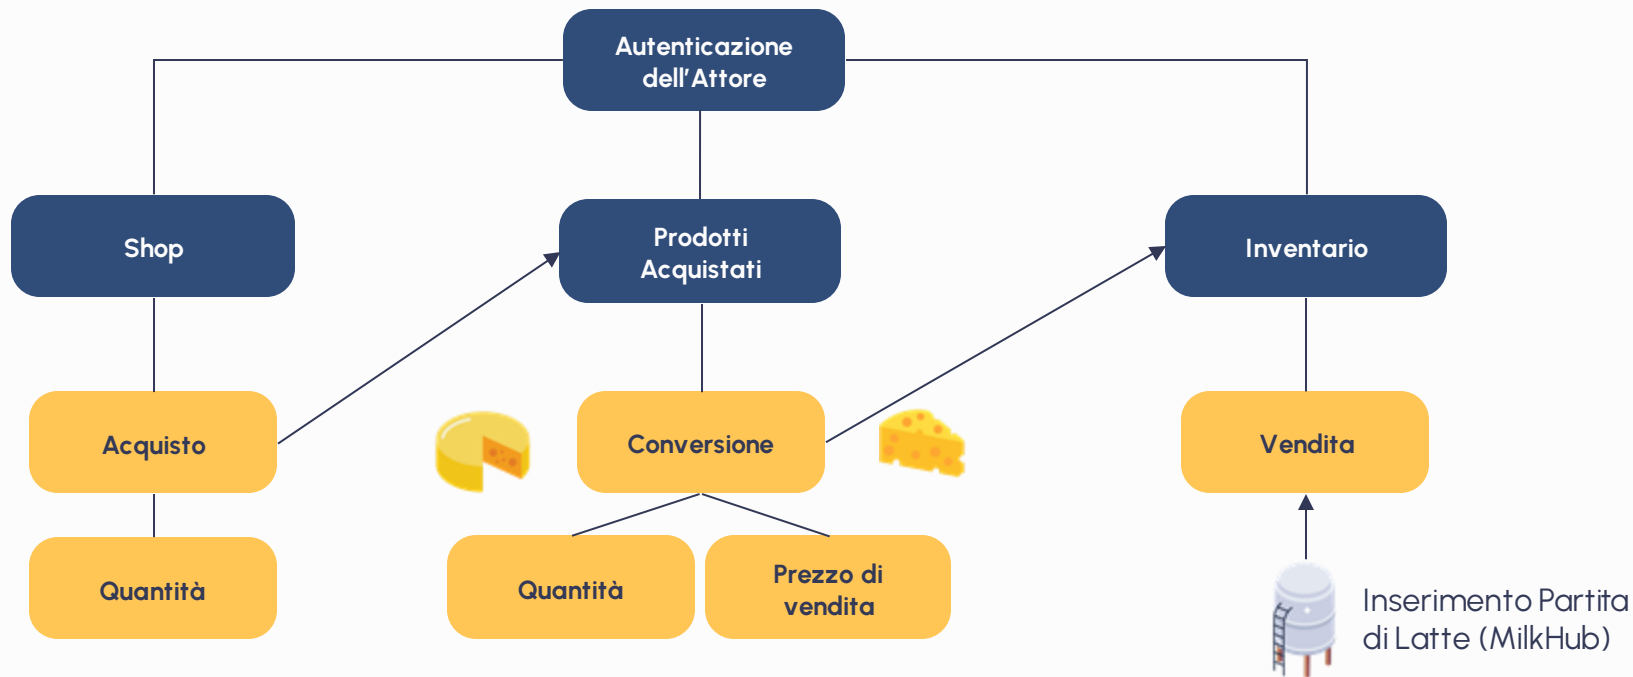 Autenticazione
dell'Attore
Shop
Prodotti
Acquistati
Inventario
Acquisto
Conversione
Vendita
Quantità
Quantità
Prezzo di
vendita
Inserimento Partita
di Latte (MilkHub)